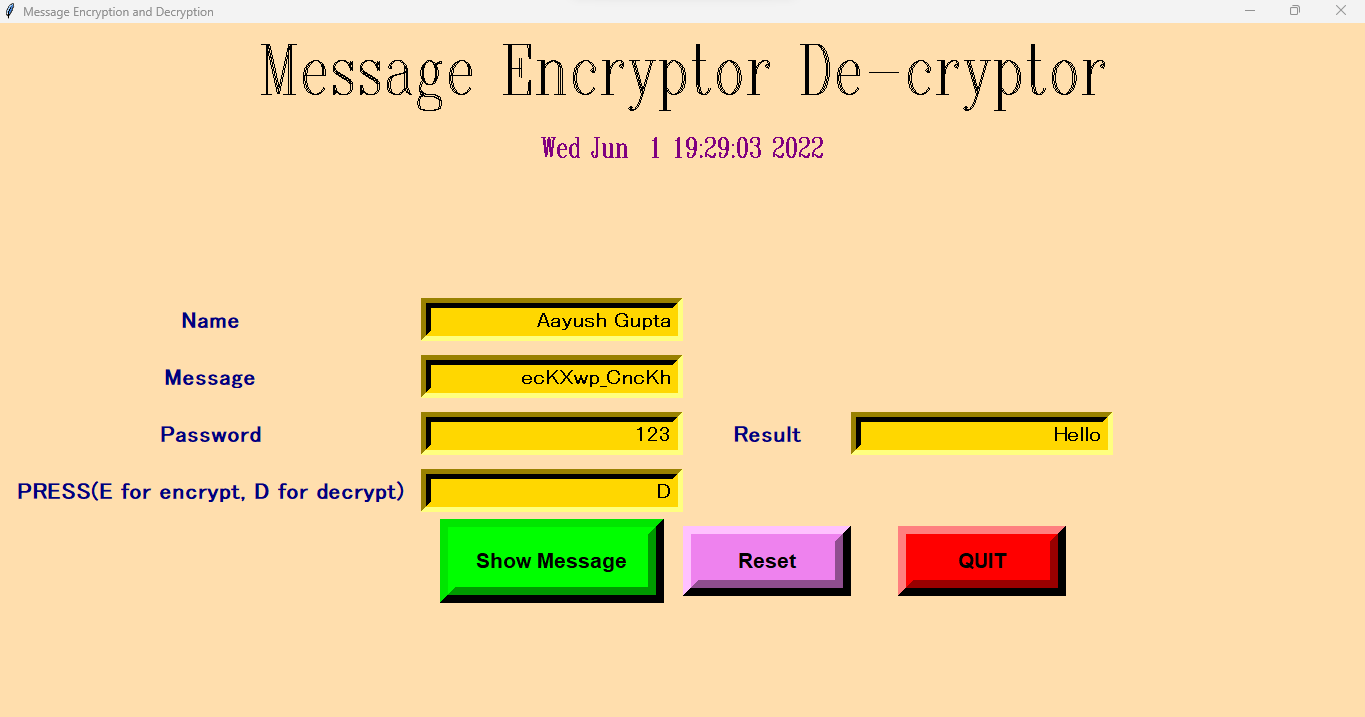 Message Encryption and Decryption
Message Encryptor De-cryptor
Wed Jun 1 19:29:03 2022
Name Aayush Gupta
Message ecKXwp_CncKh
Password 123 Result Hello
PRESS(E for encrypt, D for decrypt) D
Show Message Reset QUIT